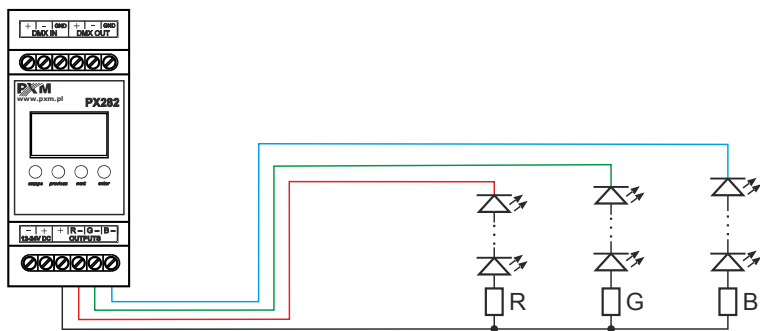 + - GND + - GND
DMX IN DMX OUT
PXM
www.pxm.pl
PX282
escape previous next enter
- + + R- G- B-
12-24V DC OUTPUTS
R G B